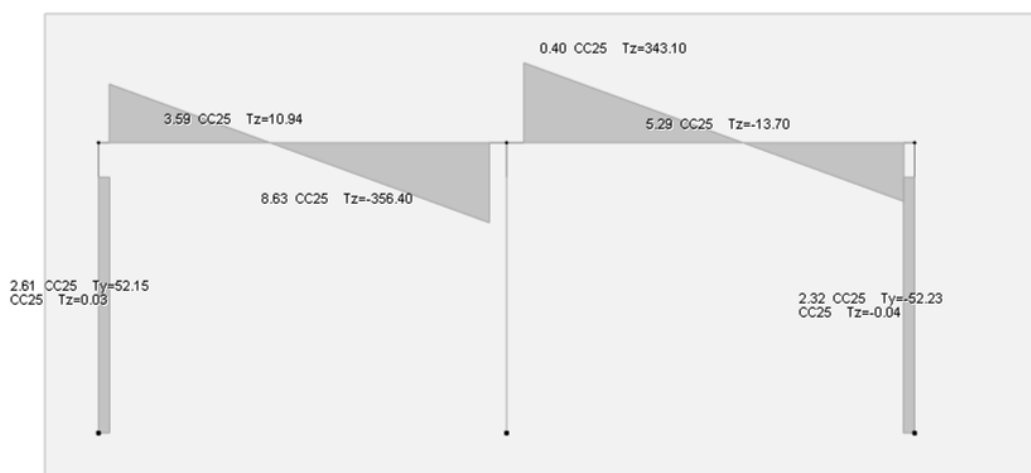 0.40 CC25 Tz=343.10
3.59 CC25 Tz=10.94
5.29 CC25 Tz=-13.70
8.63 CC25 Tz=-356.40
2.61 CC25 Ty=52.15
CC25 Tz=0.03
2.32 CC25 Ty=-52.23
CC25 Tz=-0.04